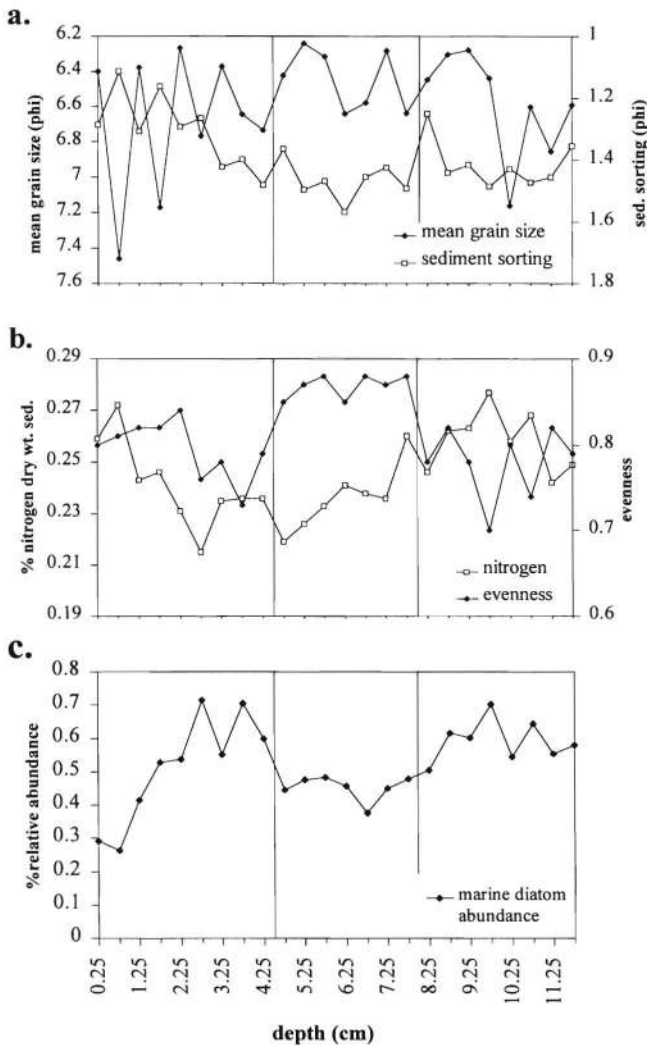 a.
6.2
6.4
6.6
6.8
7
7.2
7.4
7.6
mean grain size (phi)
1
1.2
1.4
1.6
1.8
sed. sorting (phi)
mean grain size
sediment sorting
b.
0.29
0.27
0.25
0.23
0.21
0.19
% nitrogen dry wt. sed.
0.9
0.8
0.7
0.6
evenness
nitrogen
evenness
c.
0.8
0.7
0.6
0.5
0.4
0.3
0.2
0.1
0
%relative abundance
marine diatom
abundance
0.25
1.25
2.25
3.25
4.25
5.25
6.25
7.25
8.25
9.25
10.25
11.25
depth (cm)